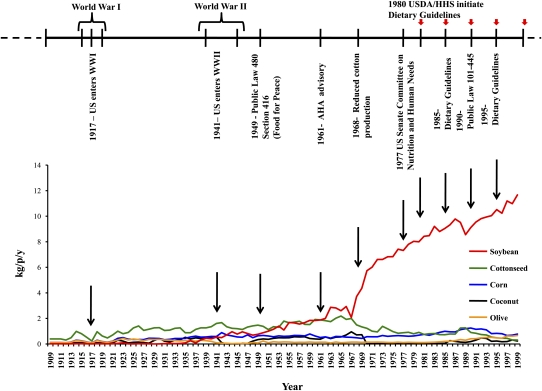 World War I
World War II
1980 USDA/HHS initiate
Dietary Guidelines
1917 – US enters WWI
1941– US enters WWII
1949 - Public Law 480
Section 416
(Food for Peace)
1961- AHA advisory
1968- Reduced cotton
production
1977 US Senate Committee on
Nutrition and Human Needs
1985-
Dietary Guidelines
1990-
Public Law 101-445
1995-
Dietary Guidelines
14
12
10
8
6
4
2
0
kg/p/y
Soybean
Cottonseed
Corn
Coconut
Olive
1909 1911 1913 1915 1917 1919 1921 1923 1925 1927 1929 1931 1933 1935 1937 1939 1941 1943 1945 1947 1949 1951 1953 1955 1957 1959 1961 1963 1965 1967 1969 1971 1973 1975 1977 1979 1981 1983 1985 1987 1989 1991 1993 1995 1997 1999
Year